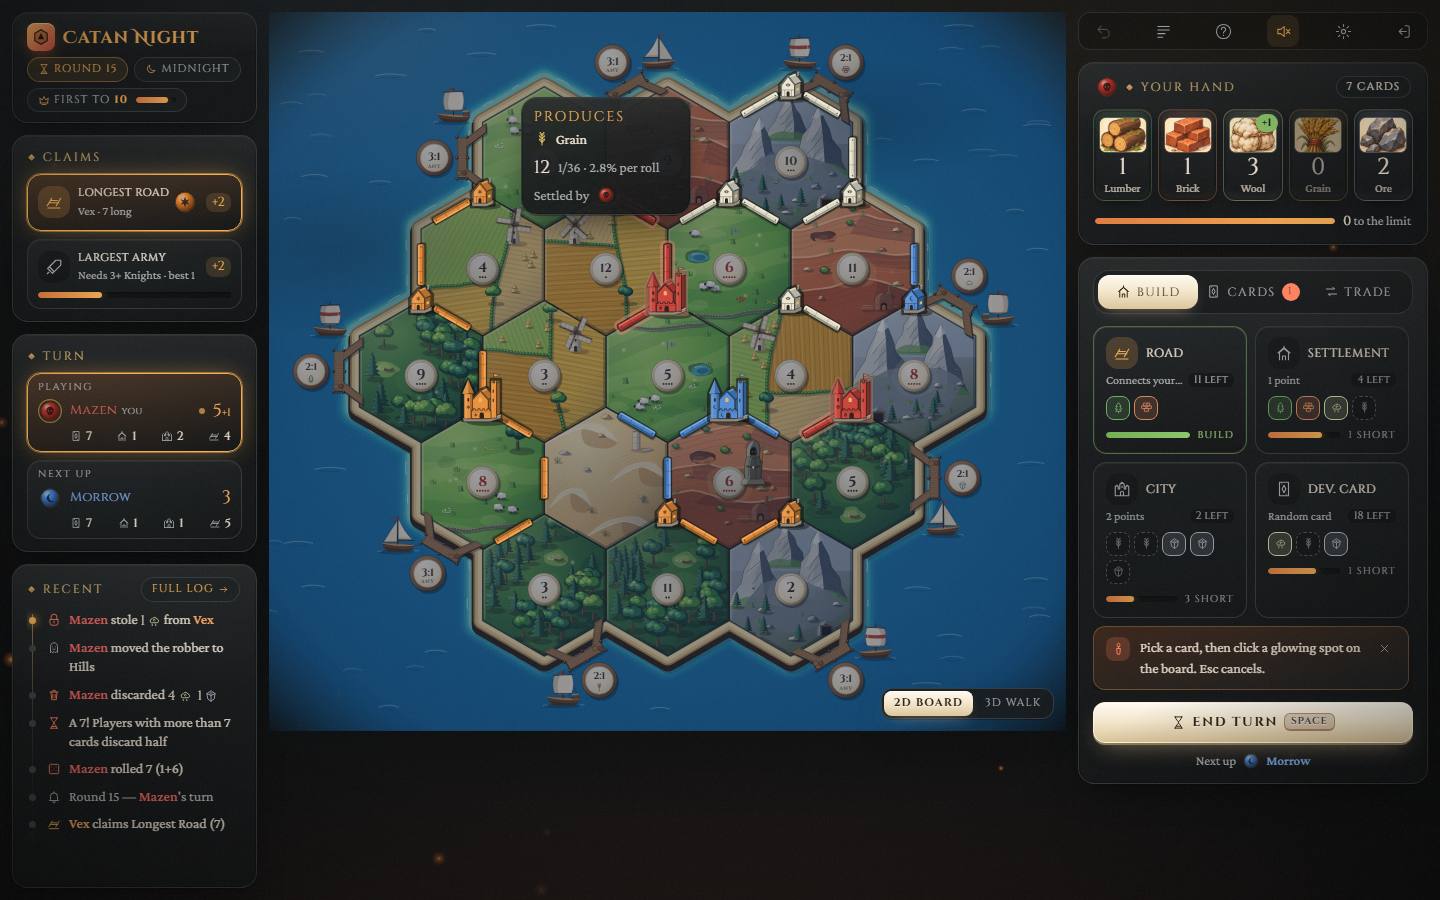 Catan Night
ROUND 15
MIDNIGHT
FIRST TO 10
CLAIMS
LONGEST ROAD
Vex · 7 long
+2
LARGEST ARMY
Needs 3+ Knights · best 1
+2
TURN
PLAYING
MAZEN YOU
5+1
7 1 2 4
NEXT UP
MORROW
3
7 1 1 5
RECENT
FULL LOG →
Mazen stole 1 from Vex
Mazen moved the robber to
Hills
Mazen discarded 4 1
A 7! Players with more than 7
cards discard half
Mazen rolled 7 (1+6)
Round 15 — Mazen's turn
Vex claims Longest Road (7)
PRODUCES
Grain
12 1/36 · 2.8% per roll
Settled by
3:1
ANY
2:1
3:1
ANY
10
4
12
6
11
2:1
2:1
9
3
5
4
8
8
6
5
2:1
3:1
ANY
3
11
2
2:1
3:1
ANY
2D BOARD
3D WALK
YOUR HAND
7 CARDS
+1
1
1
3
0
2
Lumber
Brick
Wool
Grain
Ore
0 to the limit
BUILD
CARDS 1
TRADE
ROAD
Connects your...
11 LEFT
BUILD
SETTLEMENT
1 point
4 LEFT
1 SHORT
CITY
2 points
2 LEFT
3 SHORT
DEV. CARD
Random card
18 LEFT
1 SHORT
Pick a card, then click a glowing spot on
the board. Esc cancels.
END TURN SPACE
Next up Morrow